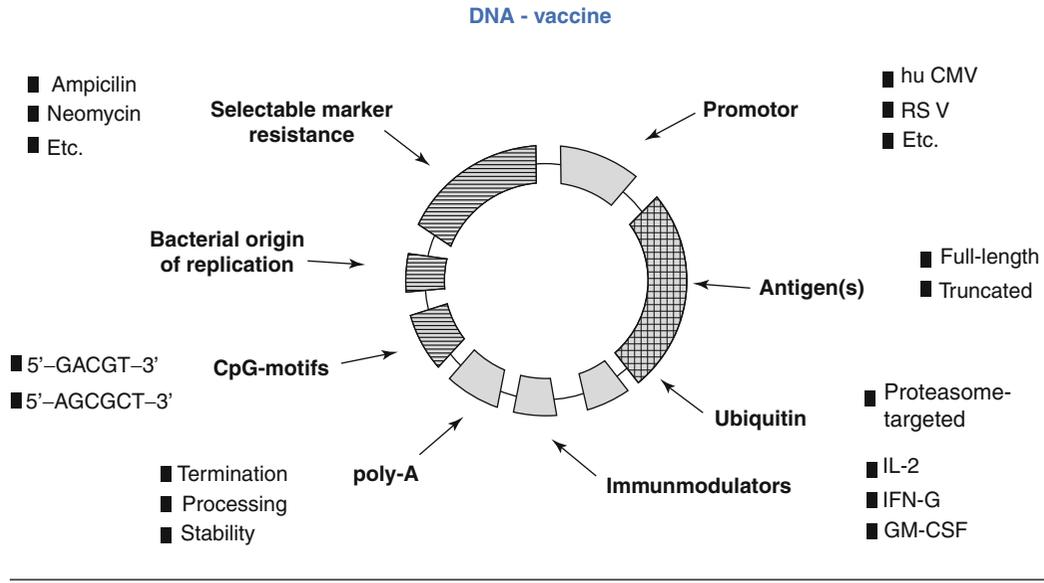 DNA - vaccine
Ampicilin
Neomycin
Etc.
Selectable marker
resistance
Promotor
hu CMV
RS V
Etc.
Bacterial origin
of replication
Antigen(s)
Full-length
Truncated
5’–GACGT–3’
5’–AGCGCT–3’
CpG-motifs
Ubiquitin
Proteasome-
targeted
Termination
Processing
Stability
poly-A
Immunmodulators
IL-2
IFN-G
GM-CSF